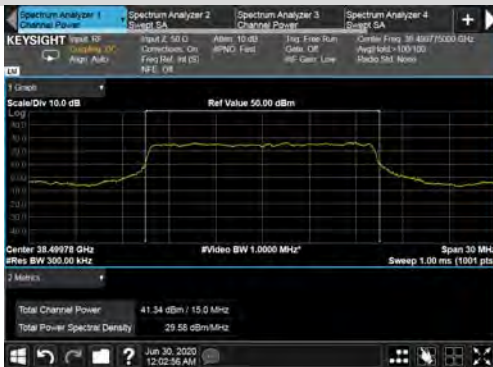 Spectrum Analyzer 1
Channel Power
Spectrum Analyzer 2
Swept SA
Spectrum Analyzer 3
Channel Power
Spectrum Analyzer 4
Swept SA
+
KEYSIGHT
Input: RF
Coupling: DC
Align: Auto
Input Z: 50 Ω
Corrections: On
Freq Ref: Int (S)
NFE: Off
Atten: 10 dB
#PNO: Fast
Trig: Free Run
Gate: Off
#IF Gain: Low
Center Freq: 38.499775000 GHz
Avg|Hold:>100/100
Radio Std: None
LM
1 Graph
Scale/Div 10.0 dB
Ref Value 50.00 dBm
Log
Center 38.49978 GHz
#Video BW 1.0000 MHz*
Span 30 MHz
#Res BW 300.00 kHz
Sweep 1.00 ms (1001 pts
2 Metrics
Total Channel Power
41.34 dBm / 15.0 MHz
Total Power Spectral Density
29.58 dBm/MHz
?
Jun 30, 2020
12:02:56 AM